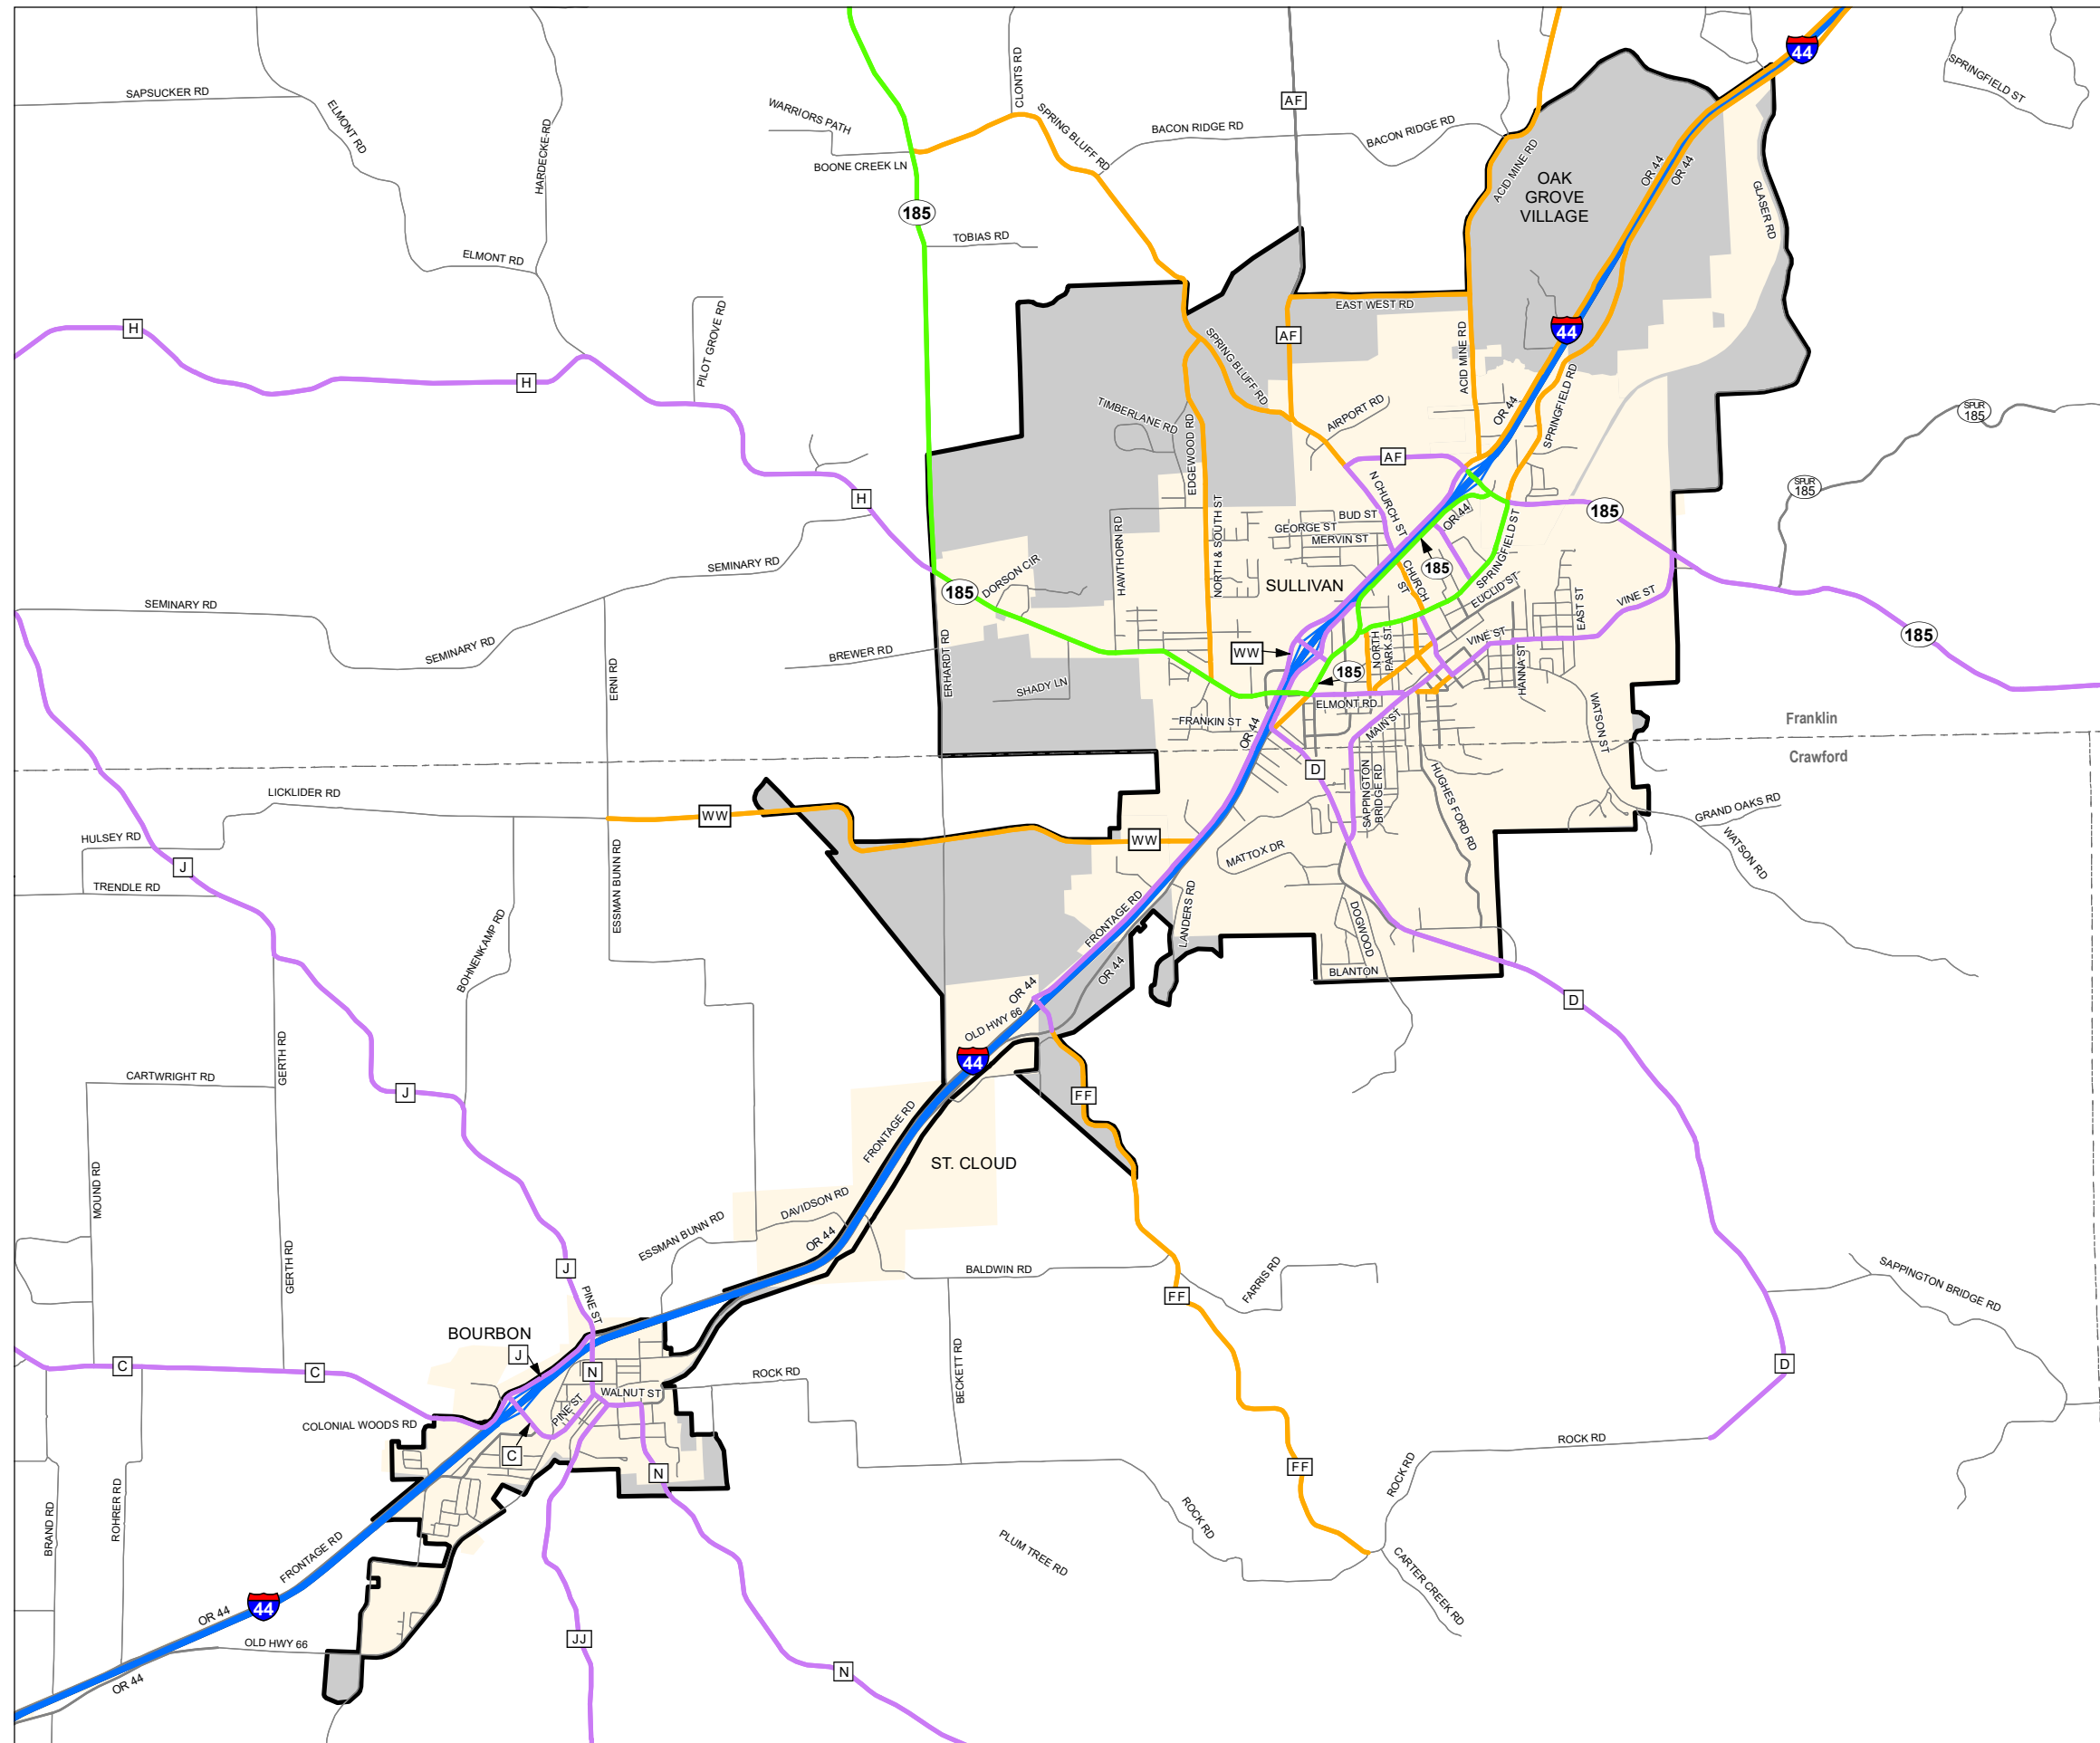 44
SPRINGFIELD ST
SAPSUCKER RD
ELMONT RD
HARDECKE RD
CLONTS RD
WARRIORS PATH
SPRING BLUFF RD
AF
BACON RIDGE RD
BACON RIDGE RD
BOONE CREEK LN
ACID MINE RD
OAK
GROVE
VILLAGE
OR 44
OR 44
GLASER RD
185
TOBIAS RD
ELMONT RD
H
H
PILOT GROVE RD
EAST WEST RD
AF
44
SPRING BLUFF RD
ACID MINE RD
TIMBERLANE RD
EDGEWOOD RD
AIRPORT RD
OR 44
SPRINGFIELD RD
SPUR
185
AF
SPUR
185
H
N CHURCH ST
185
BUD ST
GEORGE ST
MERVIN ST
OR 44
HAWTHORN RD
NORTH & SOUTH ST
SPRINGFIELD ST
SEMINARY RD
DORSON CIR
185
SULLIVAN
CHURCH
ST
185
EUCLID ST
SEMINARY RD
EAST ST
VINE ST
185
SEMINARY RD
BREWER RD
ERHARDT RD
WW
NORTH
PARK ST
VINE ST
HANNA ST
ERNI RD
SHADY LN
185
ELMONT RD
FRANKIN ST
MAIN ST
OR 44
WATSON ST
Franklin
Crawford
D
SAPPINGTON
BRIDGE RD
HUGHES FORD RD
LICKLIDER RD
WW
GRAND OAKS RD
HULSEY RD
WW
MATTOX DR
WATSON RD
J
TRENDLE RD
ESSMAN BUNN RD
BOHNENKAMP RD
FRONTAGE RD
LANDERS RD
DOGWOOD
OR 44
BLANTON
OR 44
D
OLD HWY 66
GERTH RD
44
CARTWRIGHT RD
J
FF
FRONTAGE RD
ST. CLOUD
MOUND RD
DAVIDSON RD
ESSMAN BUNN RD
OR 44
GERTH RD
J
BALDWIN RD
FARRIS RD
SAPPINGTON BRIDGE RD
PINE ST
FF
BOURBON
J
C
C
N
BECKETT RD
ROCK RD
D
WALNUT ST
PINE ST
COLONIAL WOODS RD
C
N
ROCK RD
FF
ROCK RD
ROHRER RD
BRAND RD
ROCK RD
PLUM TREE RD
FRONTAGE RD
CARTER CREEK RD
44
OR 44
OLD HWY 66
JJ
N
OR 44